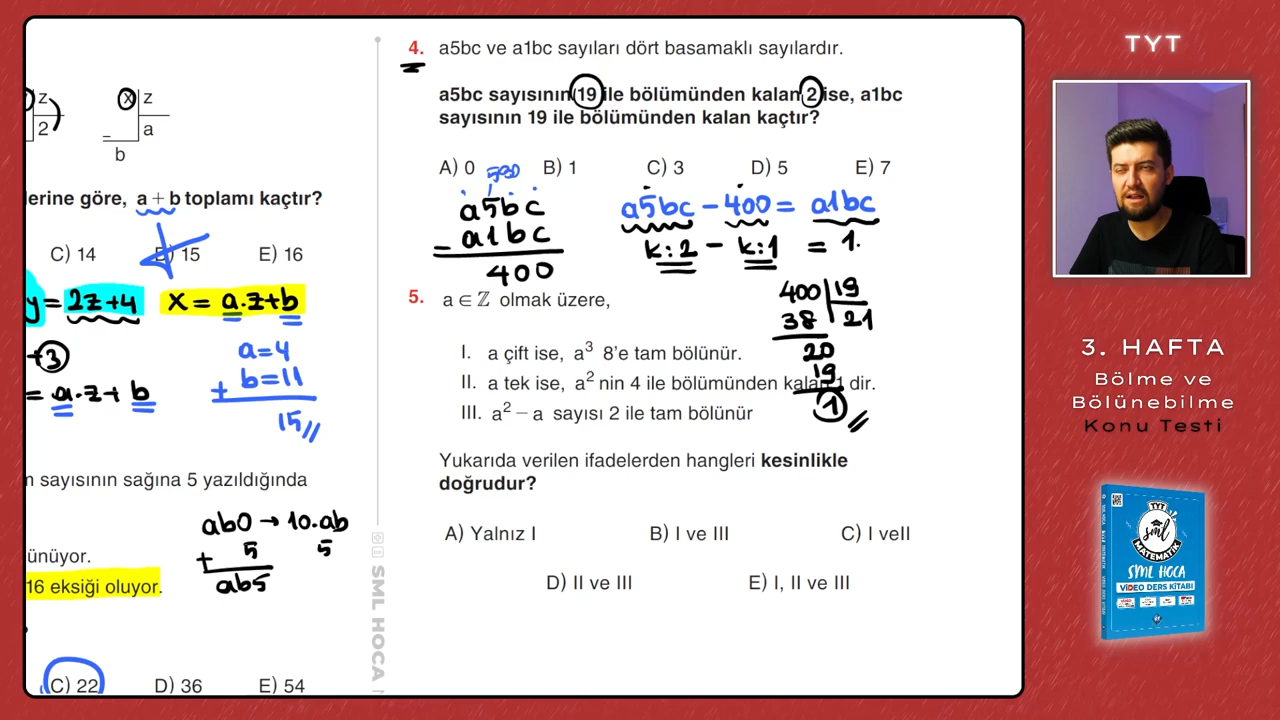 z
2
x z
a
b
lerine göre, a + b toplamı kaçtır?
C) 14
15
E) 16
y = 2z+4
x = a.z+b
+3
= a.z + b
a=4
+ b=11
15
m sayısının sağına 5 yazıldığında
ab0 → 10.ab
+ 5 5
ab5
ünüyor.
16 eksiği oluyor.
C) 22 D) 36 E) 54
SML HOCA
4. a5bc ve a1bc sayıları dört basamaklı sayılardır.
a5bc sayısının 19 ile bölümünden kalan 2 ise, a1bc
sayısının 19 ile bölümünden kalan kaçtır?
A) 0 B) 1 C) 3 D) 5 E) 7
a5bc
- a1bc
400
a5bc - 400 = a1bc
k:2 - k:1 = 1.
400 19
38 21
20
19
1
5. a ∈ ℤ olmak üzere,
I. a çift ise, a³ 8'e tam bölünür.
II. a tek ise, a² nin 4 ile bölümünden kalan 1 dir.
III. a² – a sayısı 2 ile tam bölünür
Yukarıda verilen ifadelerden hangleri kesinlikle
doğrudur?
A) Yalnız I B) I ve III C) I veII
D) II ve III E) I, II ve III
TYT
3. HAFTA
Bölme ve
Bölünebilme
Konu Testi
TYT
sml
MATEMATİK
SML HOCA
VİDEO DERS KİTABI